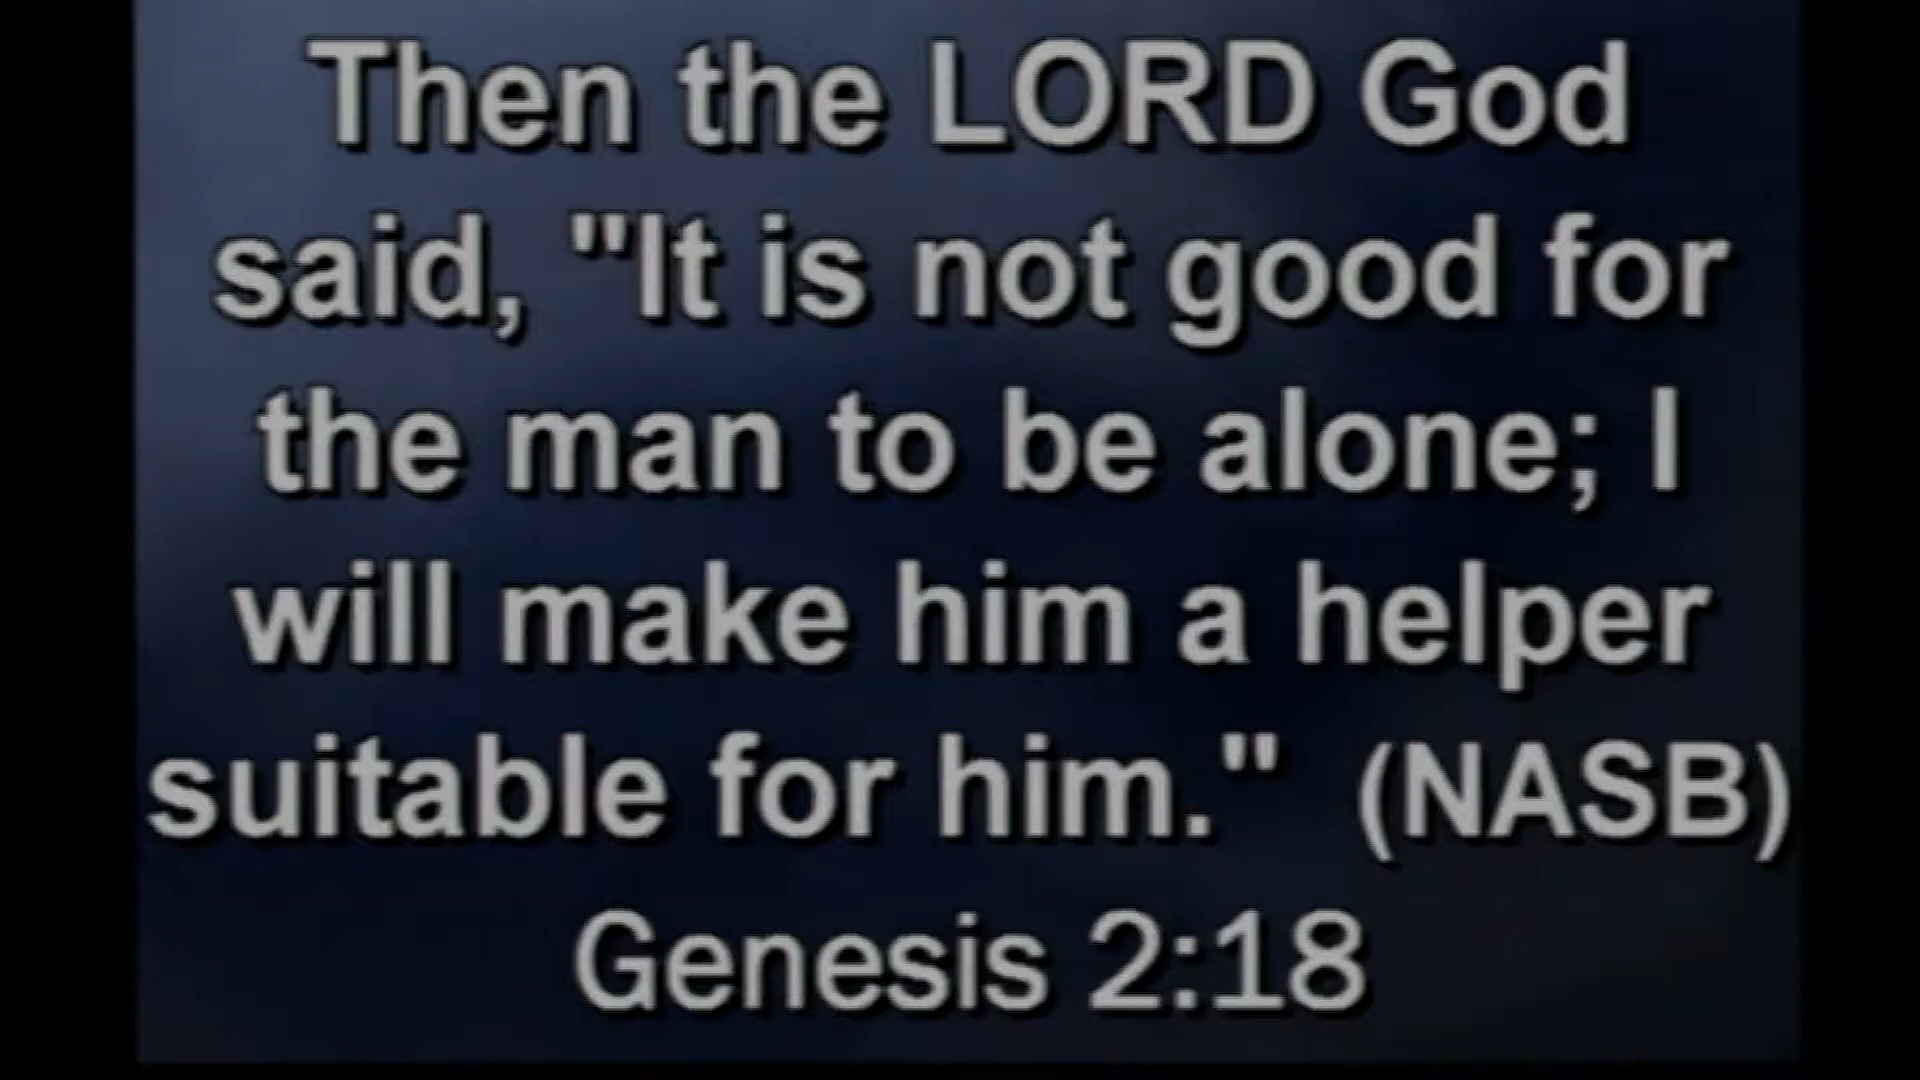 Then the LORD God
said, "It is not good for
the man to be alone; I
will make him a helper
suitable for him."  (NASB)
Genesis 2:18